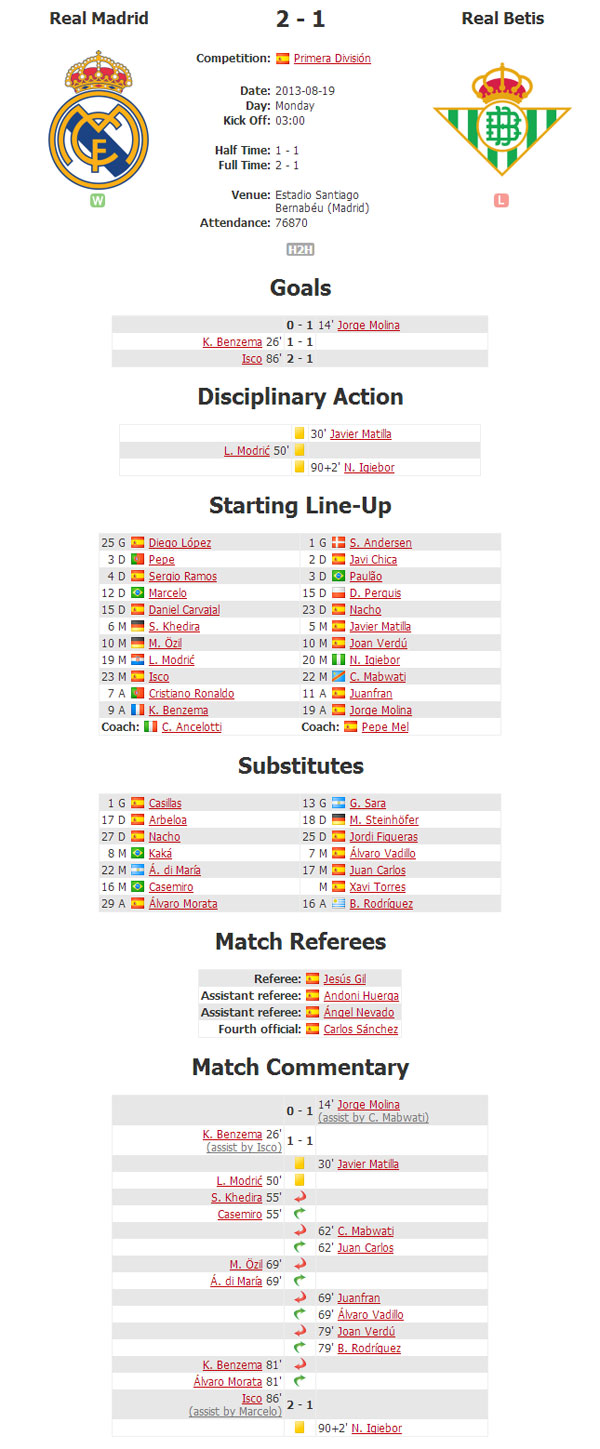 Real Madrid 2 - 1 Real Betis
Competition: Primera División
Date: 2013-08-19
Day: Monday
Kick Off: 03:00
Half Time: 1 - 1
Full Time: 2 - 1
Venue: Estadio Santiago
Bernabéu (Madrid)
Attendance: 76870
W L
H2H
Goals
0 - 1 14' Jorge Molina
K. Benzema 26' 1 - 1
Isco 86' 2 - 1
Disciplinary Action
30' Javier Matilla
L. Modrić 50'
90+2' N. Igiebor
Starting Line-Up
25 G Diego López 1 G S. Andersen
3 D Pepe 2 D Javi Chica
4 D Sergio Ramos 3 D Paulão
12 D Marcelo 15 D D. Perquis
15 D Daniel Carvajal 23 D Nacho
6 M S. Khedira 5 M Javier Matilla
10 M M. Özil 10 M Joan Verdú
19 M L. Modrić 20 M N. Igiebor
23 M Isco 22 M C. Mabwati
7 A Cristiano Ronaldo 11 A Juanfran
9 A K. Benzema 19 A Jorge Molina
Coach: C. Ancelotti Coach: Pepe Mel
Substitutes
1 G Casillas 13 G G. Sara
17 D Arbeloa 18 D M. Steinhöfer
27 D Nacho 25 D Jordi Figueras
8 M Kaká 7 M Álvaro Vadillo
22 M Á. di María 17 M Juan Carlos
16 M Casemiro M Xavi Torres
29 A Álvaro Morata 16 A B. Rodríguez
Match Referees
Referee: Jesús Gil
Assistant referee: Andoni Huerga
Assistant referee: Ángel Nevado
Fourth official: Carlos Sánchez
Match Commentary
0 - 1 14' Jorge Molina
(assist by C. Mabwati)
K. Benzema 26' 1 - 1
(assist by Isco)
30' Javier Matilla
L. Modrić 50'
S. Khedira 55'
Casemiro 55'
62' C. Mabwati
62' Juan Carlos
M. Özil 69'
Á. di María 69'
69' Juanfran
69' Álvaro Vadillo
79' Joan Verdú
79' B. Rodríguez
K. Benzema 81'
Álvaro Morata 81'
Isco 86' 2 - 1
(assist by Marcelo)
90+2' N. Igiebor